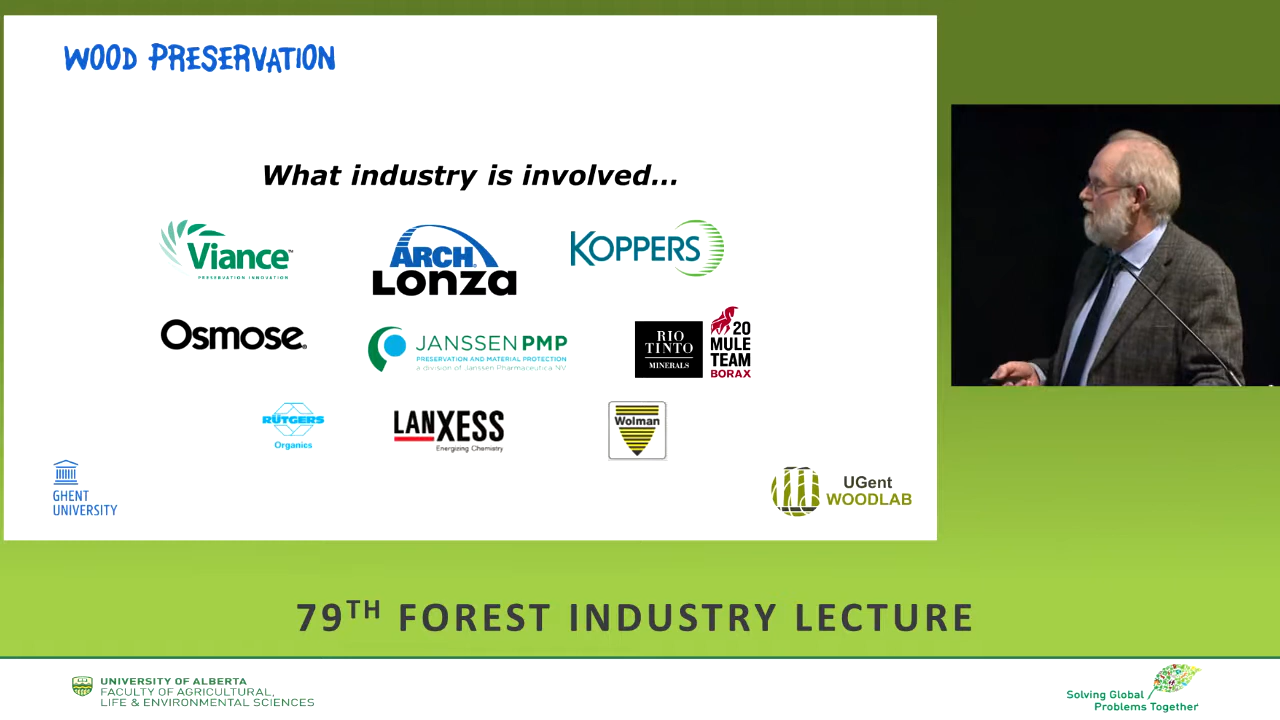 WOOD PRESERVATION
What industry is involved...
Viance™
PRESERVATION INNOVATION
ARCH
Lonza
KOPPERS
Osmose®
JANSSEN PMP
PRESERVATION AND MATERIAL PROTECTION
a division of Janssen Pharmaceutica NV
RIO
TINTO
MINERALS
20
MULE
TEAM
BORAX
RÜTGERS
Organics
LANXESS
Energizing Chemistry
Wolman
GHENT
UNIVERSITY
UGent
WOODLAB
79TH FOREST INDUSTRY LECTURE
UNIVERSITY OF ALBERTA
FACULTY OF AGRICULTURAL,
LIFE & ENVIRONMENTAL SCIENCES
Solving Global
Problems Together